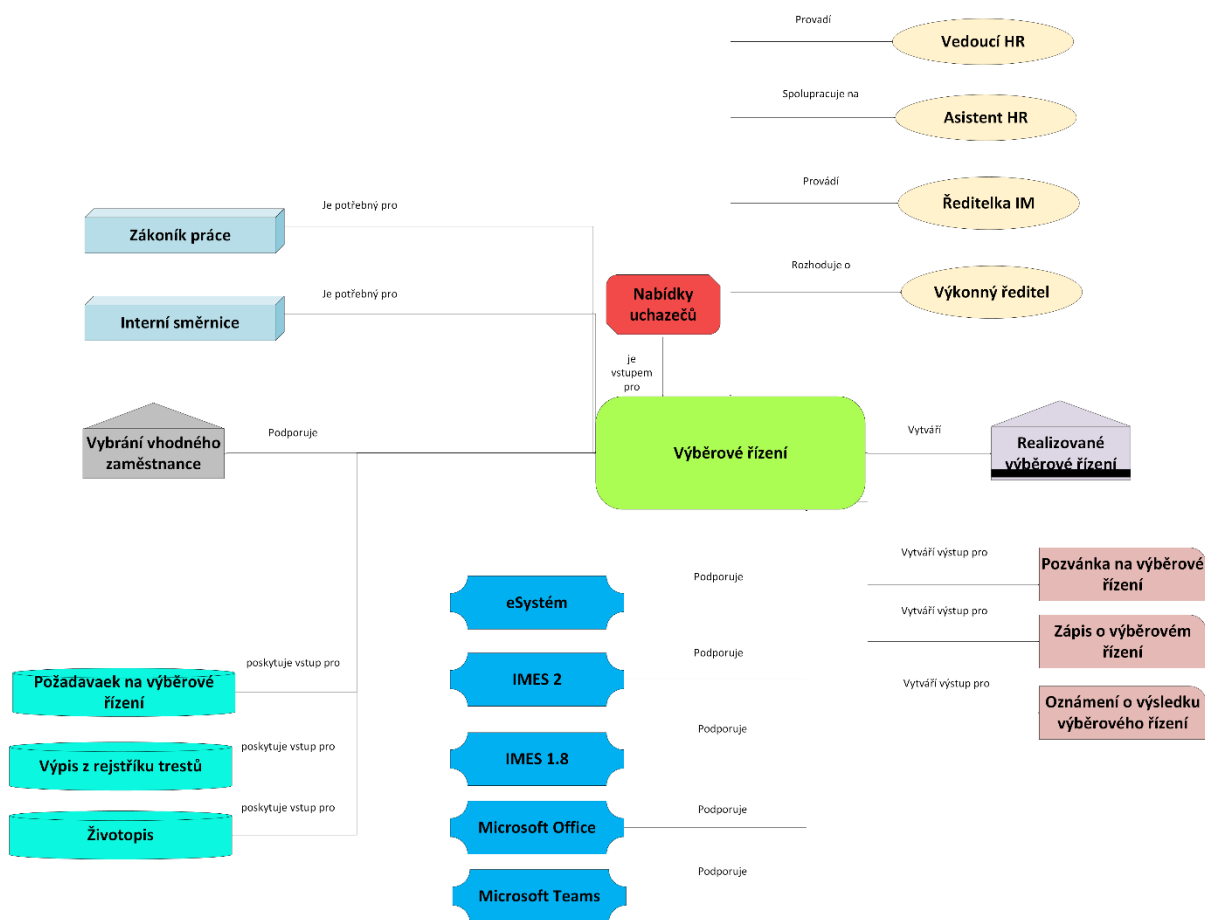 Provadí
Vedoucí HR
Spolupracuje na
Asistent HR
Provádí
Ředitelka IM
Rozhoduje o
Výkonný ředitel
Je potřebný pro
Zákoník práce
Je potřebný pro
Interní směrnice
Nabídky
uchazečů
je
vstupem
pro
Podporuje
Vybrání vhodného
zaměstnance
Výběrové řízení
Vytváří
Realizované
výběrové řízení
Vytváří výstup pro
Pozvánka na výběrové
řízení
Vytváří výstup pro
Zápis o výběrovém
řízení
Vytváří výstup pro
Oznámení o výsledku
výběrového řízení
Podporuje
eSystém
Podporuje
IMES 2
Podporuje
IMES 1.8
Podporuje
Microsoft Office
Podporuje
Microsoft Teams
poskytuje vstup pro
Požadavaek na výběrové
řízení
poskytuje vstup pro
Výpis z rejstříku trestů
poskytuje vstup pro
Životopis